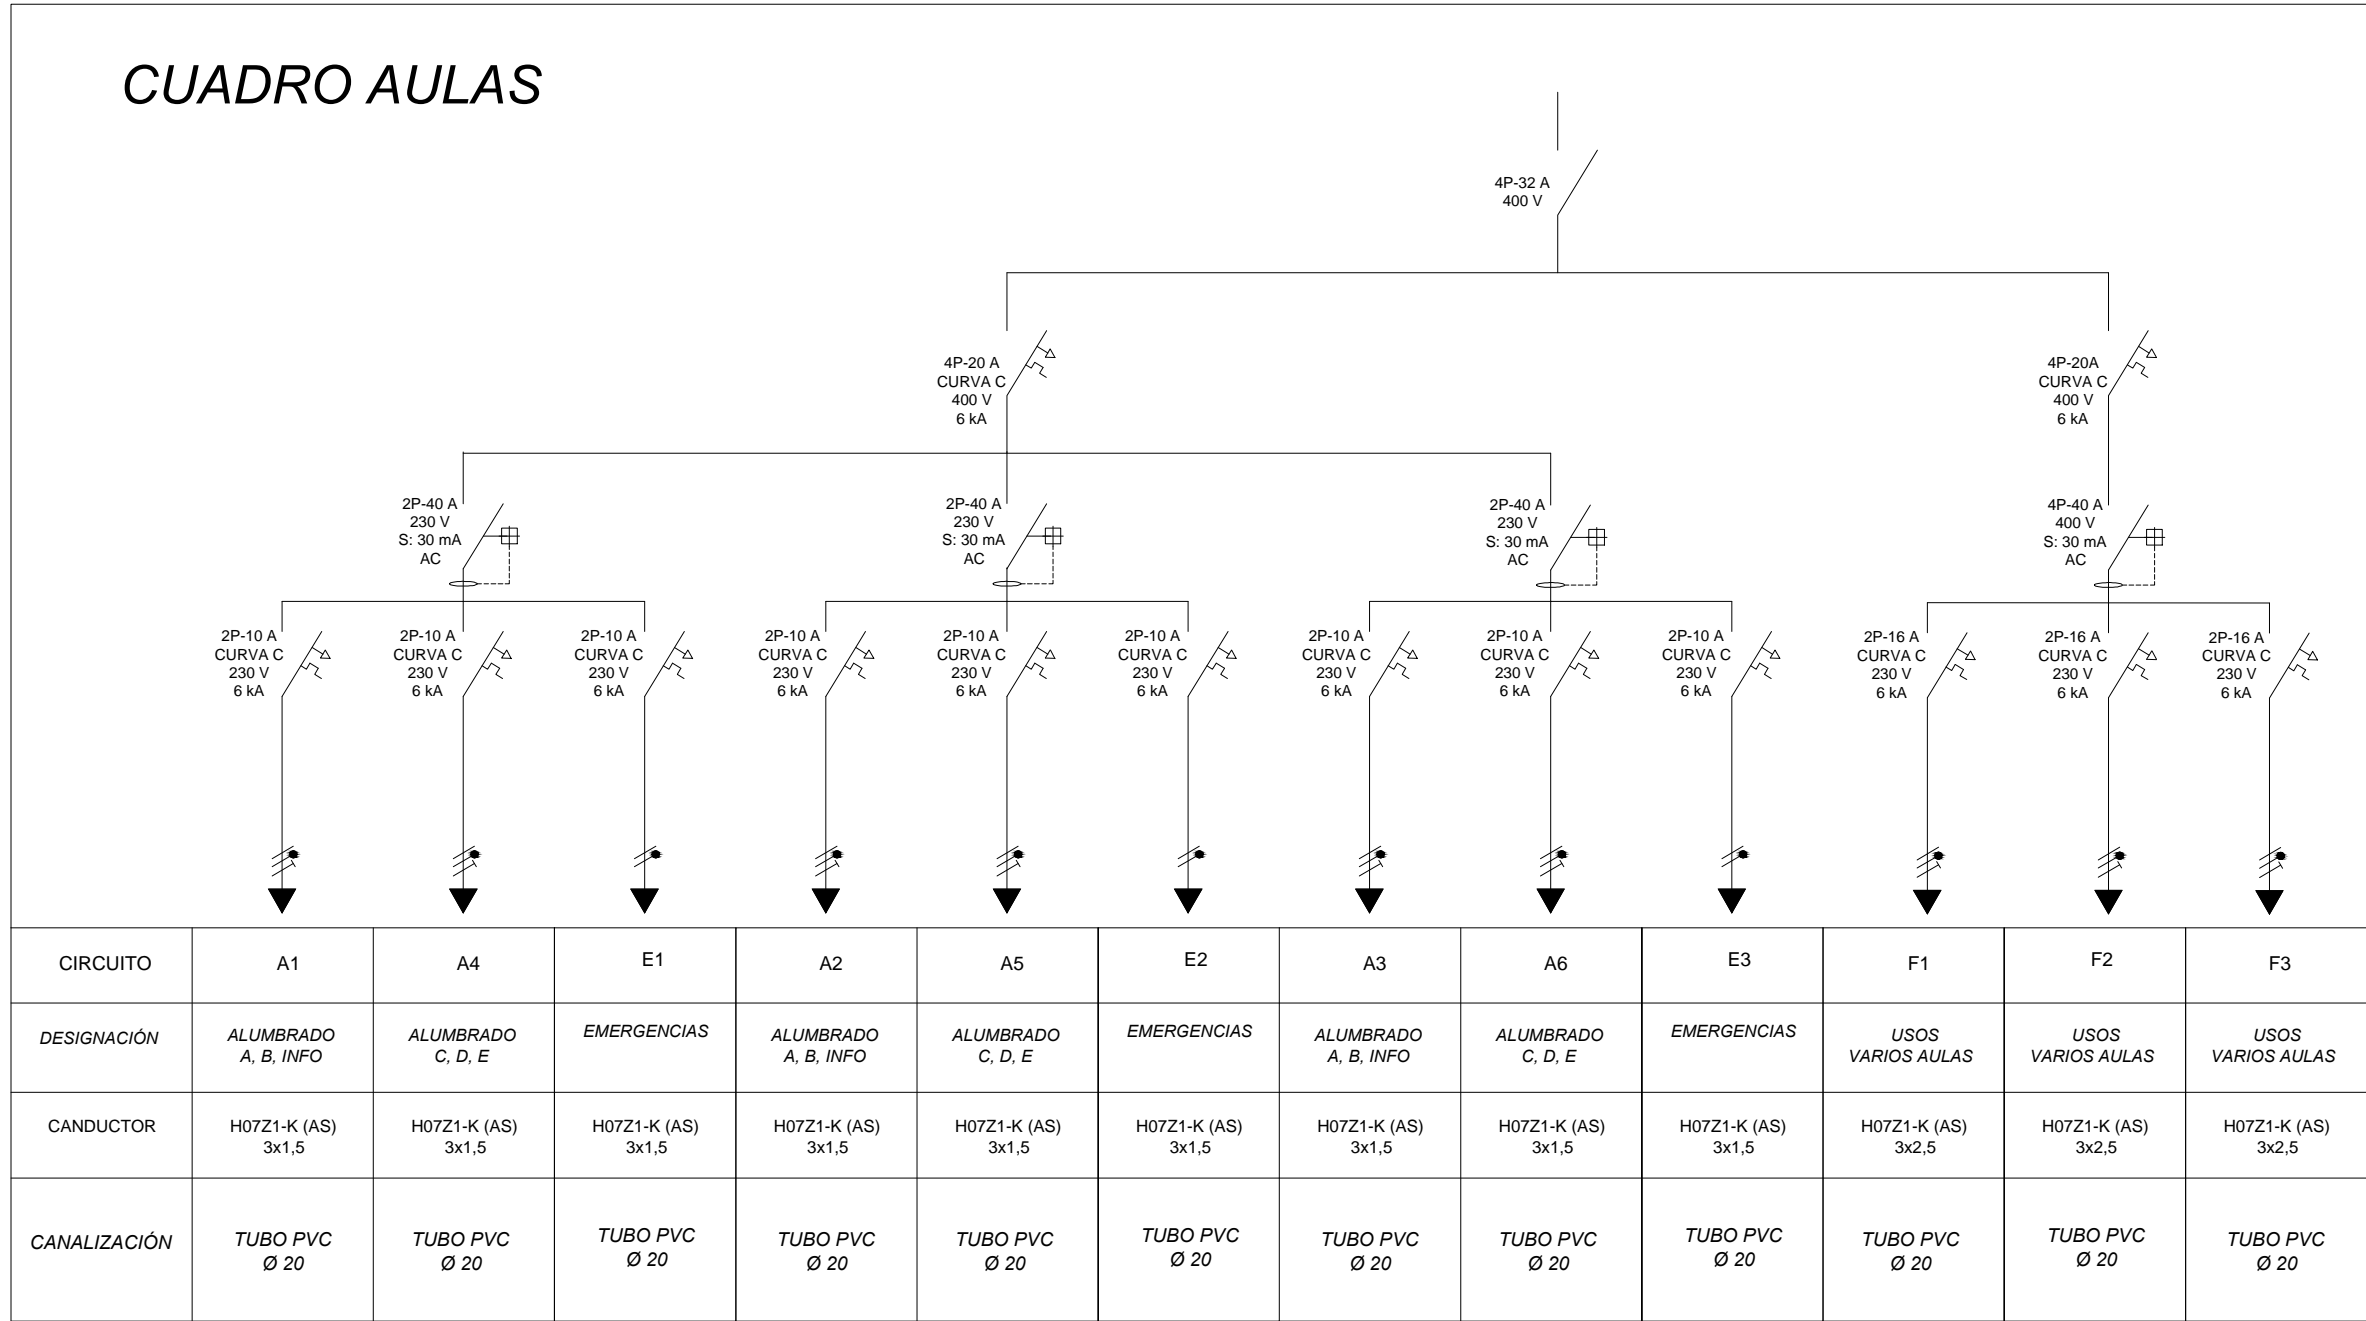 CUADRO AULAS
4P-32 A
400 V
4P-20 A
CURVA C
400 V
6 kA
4P-20A
CURVA C
400 V
6 kA
2P-40 A
230 V
S: 30 mA
AC
2P-40 A
230 V
S: 30 mA
AC
2P-40 A
230 V
S: 30 mA
AC
4P-40 A
400 V
S: 30 mA
AC
2P-10 A
CURVA C
230 V
6 kA
2P-10 A
CURVA C
230 V
6 kA
2P-10 A
CURVA C
230 V
6 kA
2P-10 A
CURVA C
230 V
6 kA
2P-10 A
CURVA C
230 V
6 kA
2P-10 A
CURVA C
230 V
6 kA
2P-10 A
CURVA C
230 V
6 kA
2P-10 A
CURVA C
230 V
6 kA
2P-10 A
CURVA C
230 V
6 kA
2P-16 A
CURVA C
230 V
6 kA
2P-16 A
CURVA C
230 V
6 kA
2P-16 A
CURVA C
230 V
6 kA
CIRCUITO
A1
A4
E1
A2
A5
E2
A3
A6
E3
F1
F2
F3
DESIGNACIÓN
ALUMBRADO
A, B, INFO
ALUMBRADO
C, D, E
EMERGENCIAS
ALUMBRADO
A, B, INFO
ALUMBRADO
C, D, E
EMERGENCIAS
ALUMBRADO
A, B, INFO
ALUMBRADO
C, D, E
EMERGENCIAS
USOS
VARIOS AULAS
USOS
VARIOS AULAS
USOS
VARIOS AULAS
CANDUCTOR
H07Z1-K (AS)
3x1,5
H07Z1-K (AS)
3x1,5
H07Z1-K (AS)
3x1,5
H07Z1-K (AS)
3x1,5
H07Z1-K (AS)
3x1,5
H07Z1-K (AS)
3x1,5
H07Z1-K (AS)
3x1,5
H07Z1-K (AS)
3x1,5
H07Z1-K (AS)
3x1,5
H07Z1-K (AS)
3x2,5
H07Z1-K (AS)
3x2,5
H07Z1-K (AS)
3x2,5
CANALIZACIÓN
TUBO PVC
Ø 20
TUBO PVC
Ø 20
TUBO PVC
Ø 20
TUBO PVC
Ø 20
TUBO PVC
Ø 20
TUBO PVC
Ø 20
TUBO PVC
Ø 20
TUBO PVC
Ø 20
TUBO PVC
Ø 20
TUBO PVC
Ø 20
TUBO PVC
Ø 20
TUBO PVC
Ø 20